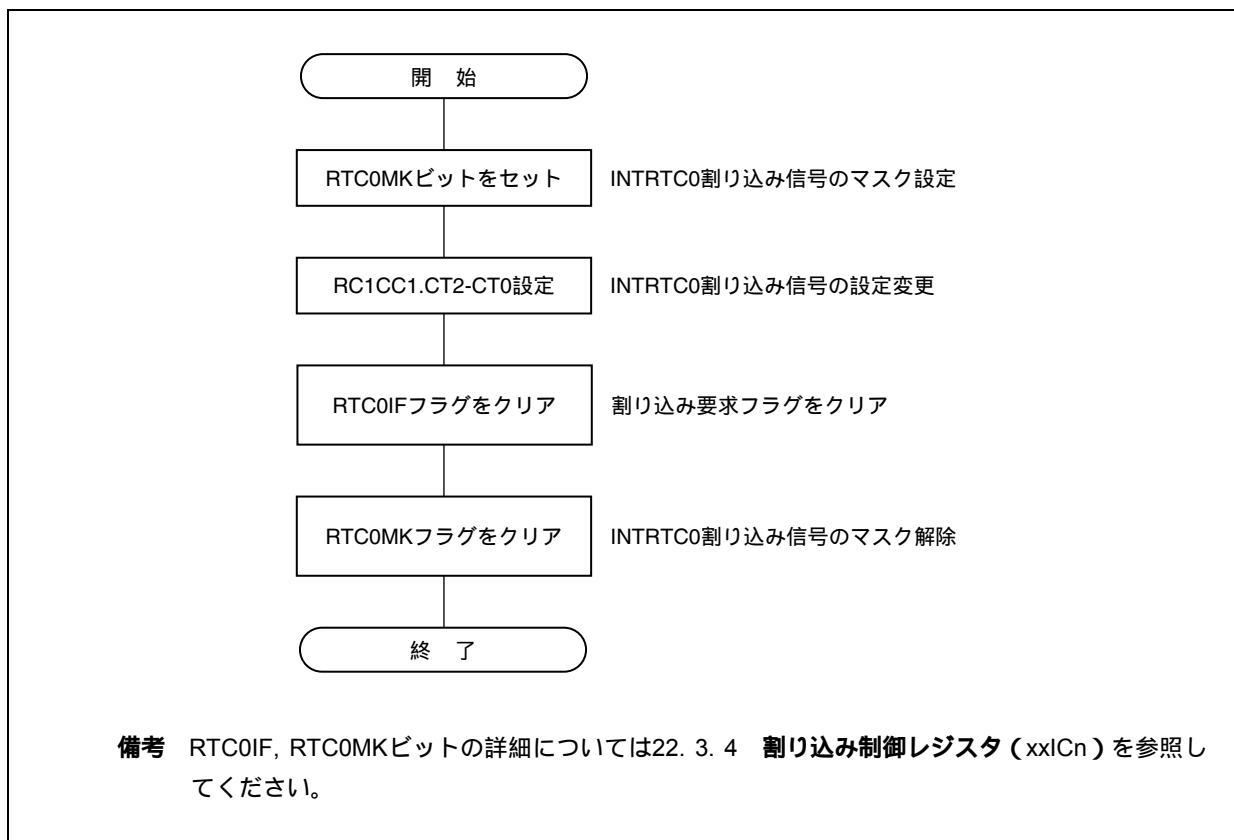 開 始
RTC0MKビットをセット INTRTC0割り込み信号のマスク設定
RC1CC1.CT2-CT0設定 INTRTC0割り込み信号の設定変更
RTC0IFフラグをクリア 割り込み要求フラグをクリア
RTC0MKフラグをクリア INTRTC0割り込み信号のマスク解除
終 了
備考 RTC0IF, RTC0MKビットの詳細については22. 3. 4 割り込み制御レジスタ（xxICn）を参照し
てください。